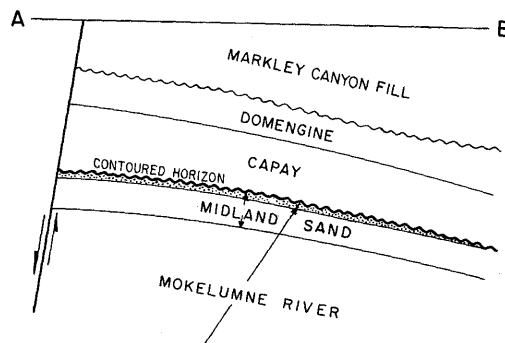 A
B
MARKLEY CANYON FILL
DOMENGINE
CAPAY
CONTOURED HORIZON
MIDLAND SAND
MOKELUMNE RIVER